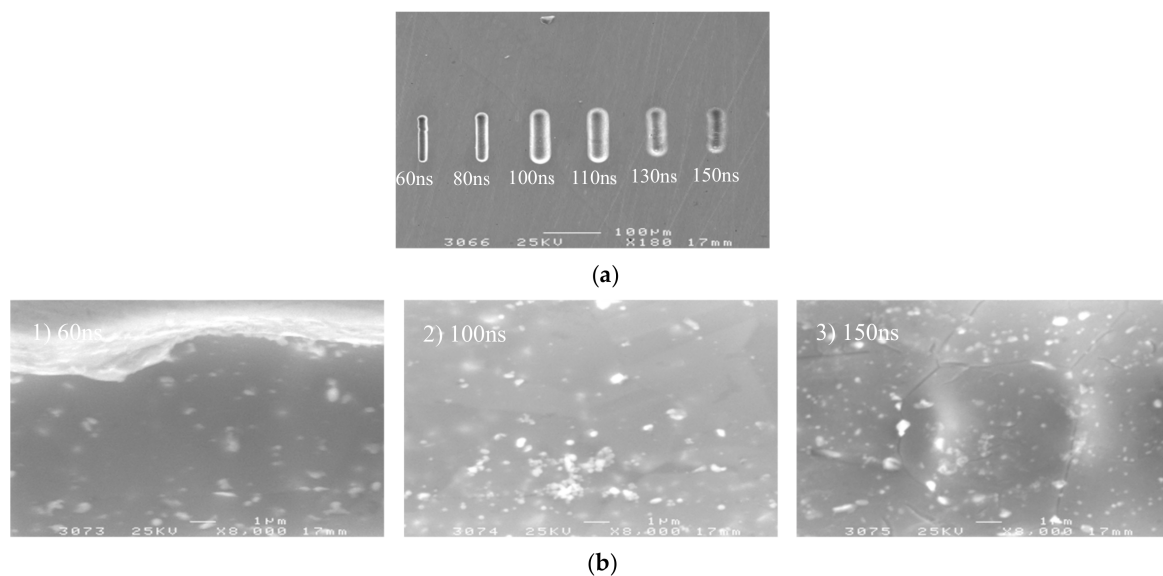 60ns 80ns 100ns 110ns 130ns 150ns
100µm
3066 25KV X180 17mm
(a)
1) 60ns 2) 100ns 3) 150ns
1µm 1µm 1µm
3073 25KV X8,000 17mm 3074 25KV X8,000 17mm 3075 25KV X8,000 17mm
(b)